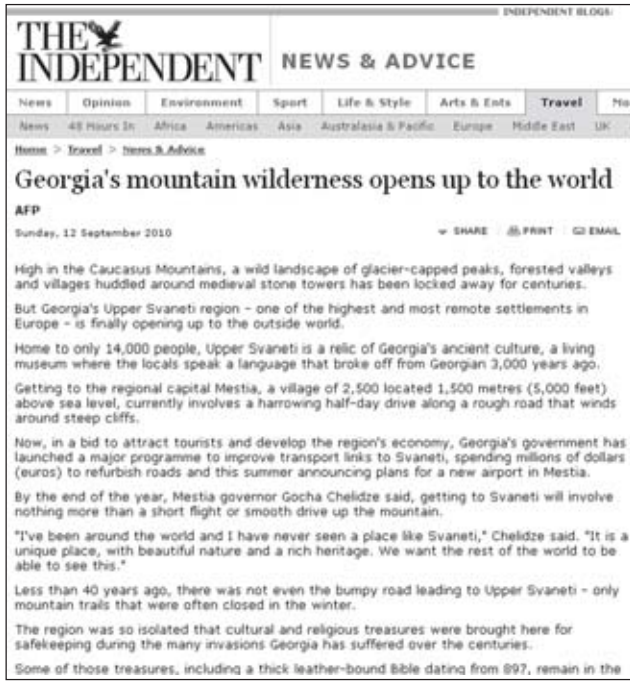 INDEPENDENT BLOGS
THE
INDEPENDENT
NEWS & ADVICE
News Opinion Environment Sport Life & Style Arts & Ents Travel Mo
News 48 Hours In Africa Americas Asia Australasia & Pacific Europe Middle East UK
Home > Travel > News & Advice
Georgia's mountain wilderness opens up to the world
AFP
Sunday, 12 September 2010
SHARE PRINT EMAIL
High in the Caucasus Mountains, a wild landscape of glacier-capped peaks, forested valleys
and villages huddled around medieval stone towers has been locked away for centuries.
But Georgia's Upper Svaneti region – one of the highest and most remote settlements in
Europe – is finally opening up to the outside world.
Home to only 14,000 people, Upper Svaneti is a relic of Georgia's ancient culture, a living
museum where the locals speak a language that broke off from Georgian 3,000 years ago.
Getting to the regional capital Mestia, a village of 2,500 located 1,500 metres (5,000 feet)
above sea level, currently involves a harrowing half-day drive along a rough road that winds
around steep cliffs.
Now, in a bid to attract tourists and develop the region's economy, Georgia's government has
launched a major programme to improve transport links to Svaneti, spending millions of dollars
(euros) to refurbish roads and this summer announcing plans for a new airport in Mestia.
By the end of the year, Mestia governor Gocha Chelidze said, getting to Svaneti will involve
nothing more than a short flight or smooth drive up the mountain.
"I've been around the world and I have never seen a place like Svaneti," Chelidze said. "It is a
unique place, with beautiful nature and a rich heritage. We want the rest of the world to be
able to see this."
Less than 40 years ago, there was not even the bumpy road leading to Upper Svaneti – only
mountain trails that were often closed in the winter.
The region was so isolated that cultural and religious treasures were brought here for
safekeeping during the many invasions Georgia has suffered over the centuries.
Some of those treasures, including a thick leather-bound Bible dating from 897, remain in the